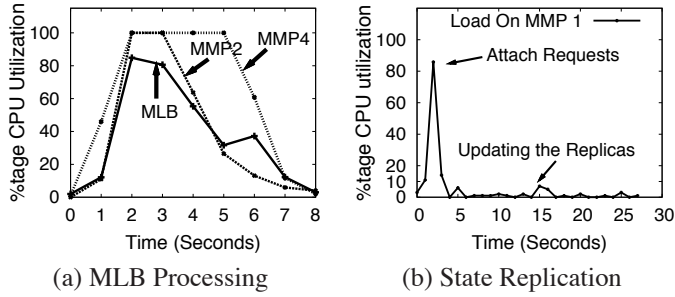 %tage CPU Utilization
100
80
60
40
20
0
MMP2
MMP4
MLB
0 1 2 3 4 5 6 7 8
Time (Seconds)
(a) MLB Processing
%tage CPU utilization
100
80
60
40
20
10
0
Load On MMP 1
Attach Requests
Updating the Replicas
0 5 10 15 20 25 30
Time (Seconds)
(b) State Replication